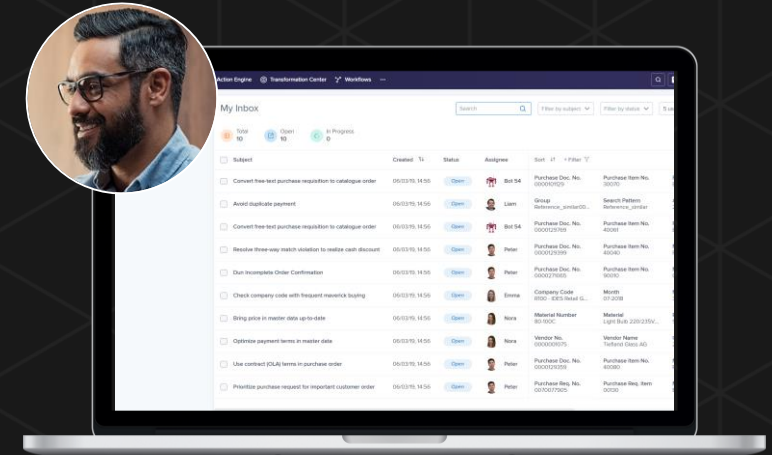 Action Engine Transformation Center Workflows ...
My Inbox
Search Filter by subject Filter by status
Total Open In Progress
10 10 0
Subject Created Status Assignee Sort + Filter
Convert free-text purchase requisition to catalogue order 06/03/19, 14:56 Open Bot 54 Purchase Doc. No. Purchase Item No.
Avoid duplicate payment 06/03/19, 14:56 Open Liam Group Search Pattern
Reference_similar
Convert free-text purchase requisition to catalogue order 06/03/19, 14:56 Open Bot 54 Purchase Doc. No. Purchase Item No.
Resolve three-way match violation to realize cash discount 06/03/19, 14:56 Open Peter Purchase Doc. No. Purchase Item No.
40040
Dun Incomplete Order Confirmation 06/03/19, 14:56 Open Peter Purchase Doc. No. Purchase Item No.
Check company code with frequent maverick buying 06/03/19, 14:56 Open Emma Company Code Month
07-2018
Bring price in master data up-to-date 06/03/19, 14:56 Open Nora Material Number Material
Optimize payment terms in master date 06/03/19, 14:56 Open Nora Vendor No. Vendor Name
Use contract (OLA) terms in purchase order 06/03/19, 14:56 Open Peter Purchase Doc. No. Purchase Item No.
Prioritize purchase request for important customer order 06/03/19, 14:56 Open Peter Purchase Req. No. Purchase Req. Item